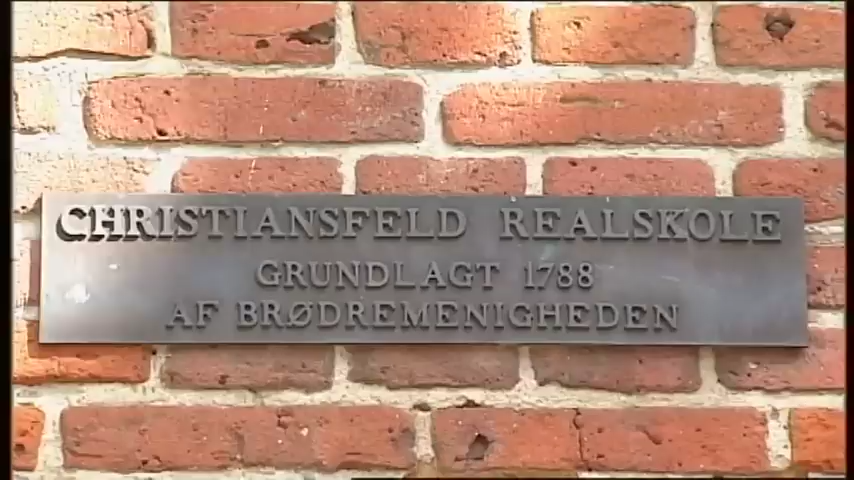 CHRISTIANSFELD REALSKOLE
GRUNDLAGT 1788
AF BRØDREMENIGHEDEN